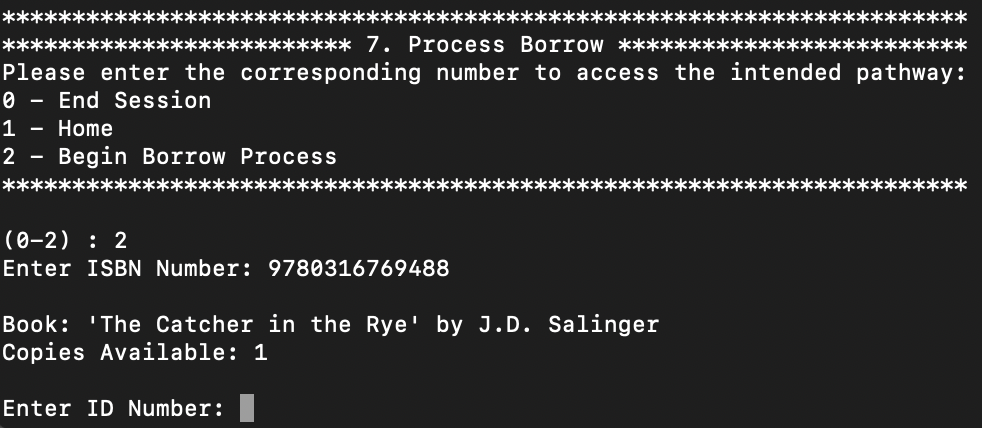 *********************************************************************
************************* 7. Process Borrow *************************
Please enter the corresponding number to access the intended pathway:
0 – End Session
1 – Home
2 – Begin Borrow Process
*********************************************************************
(0–2) : 2
Enter ISBN Number: 9780316769488
Book: 'The Catcher in the Rye' by J.D. Salinger
Copies Available: 1
Enter ID Number: